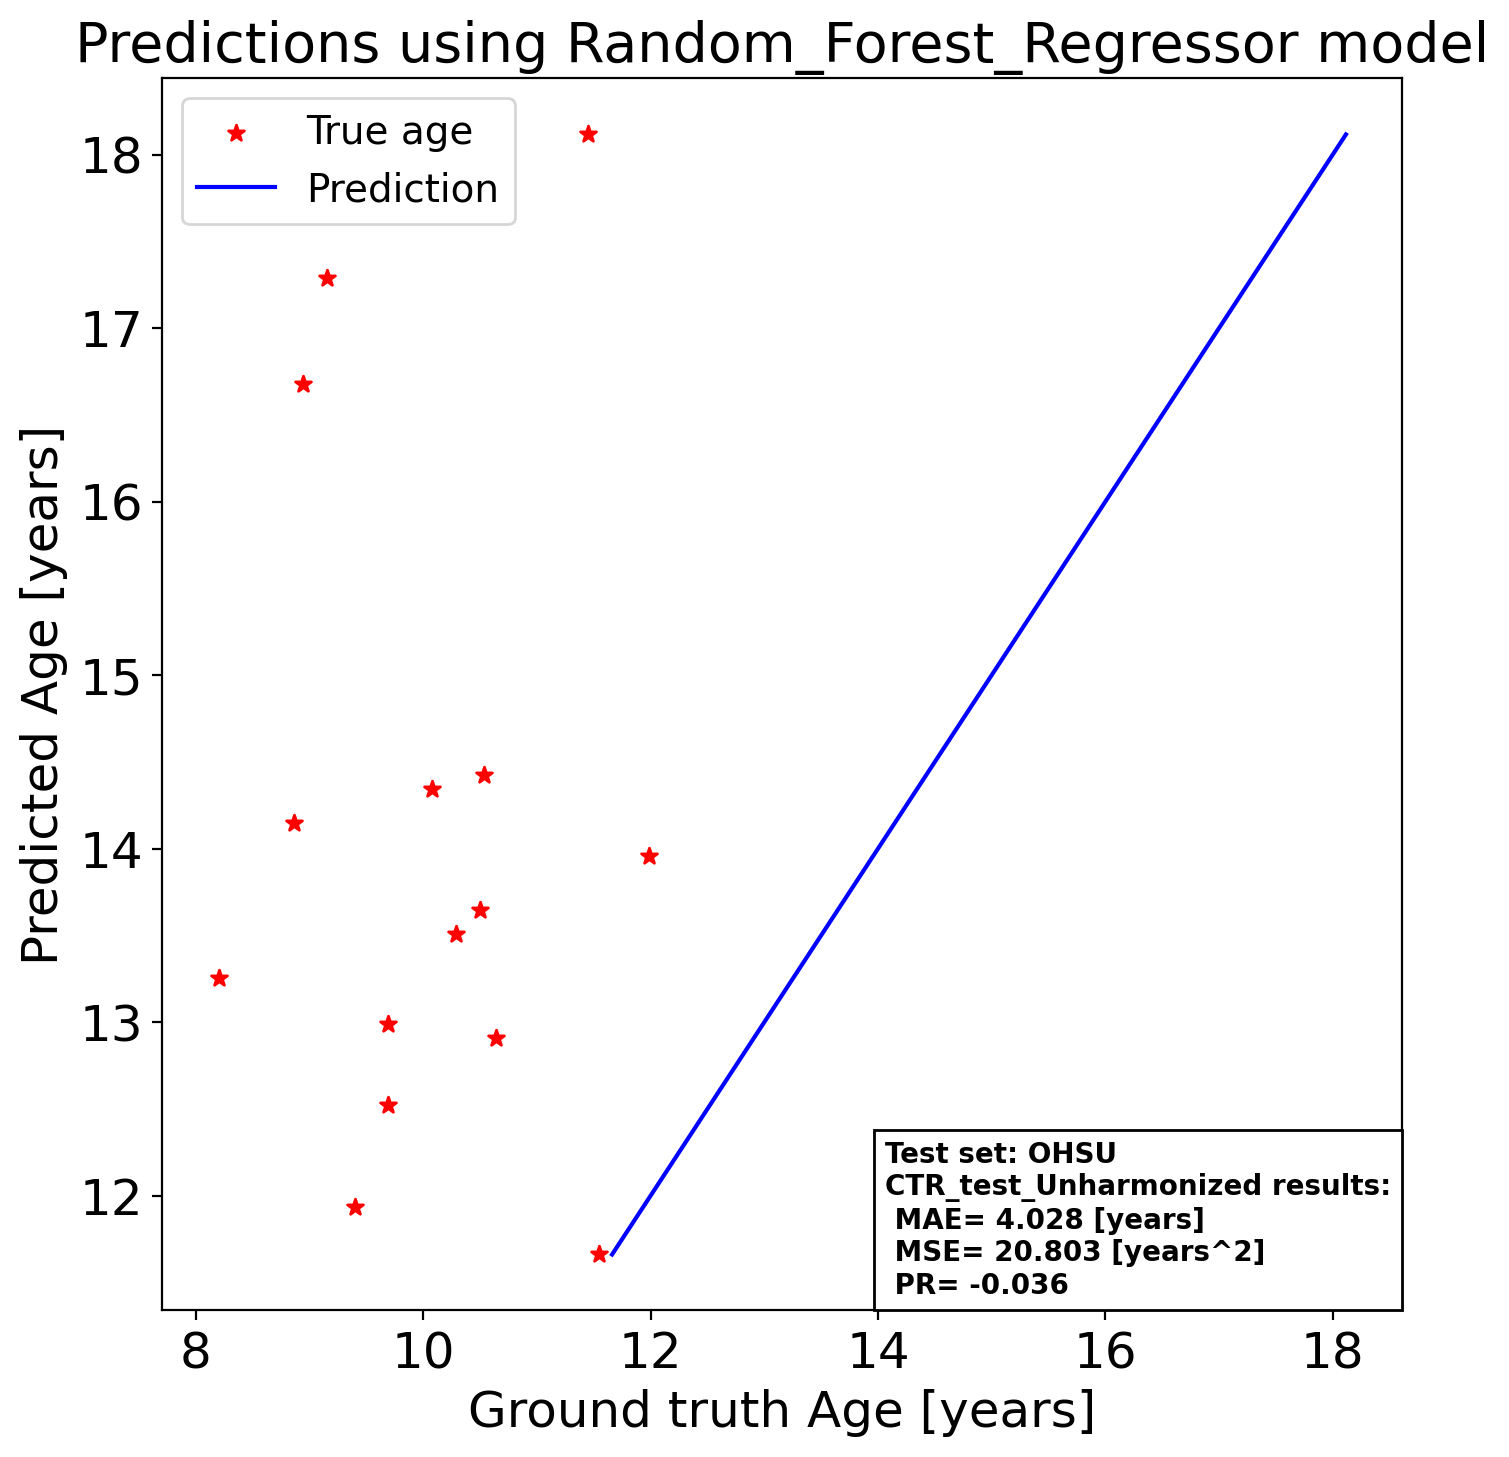 Predictions using Random_Forest_Regressor model
True age
Prediction
18
17
16
15
14
13
12
Predicted Age [years]
Test set: OHSU
CTR_test_Unharmonized results:
MAE= 4.028 [years]
MSE= 20.803 [years^2]
PR= -0.036
8
10
12
14
16
18
Ground truth Age [years]